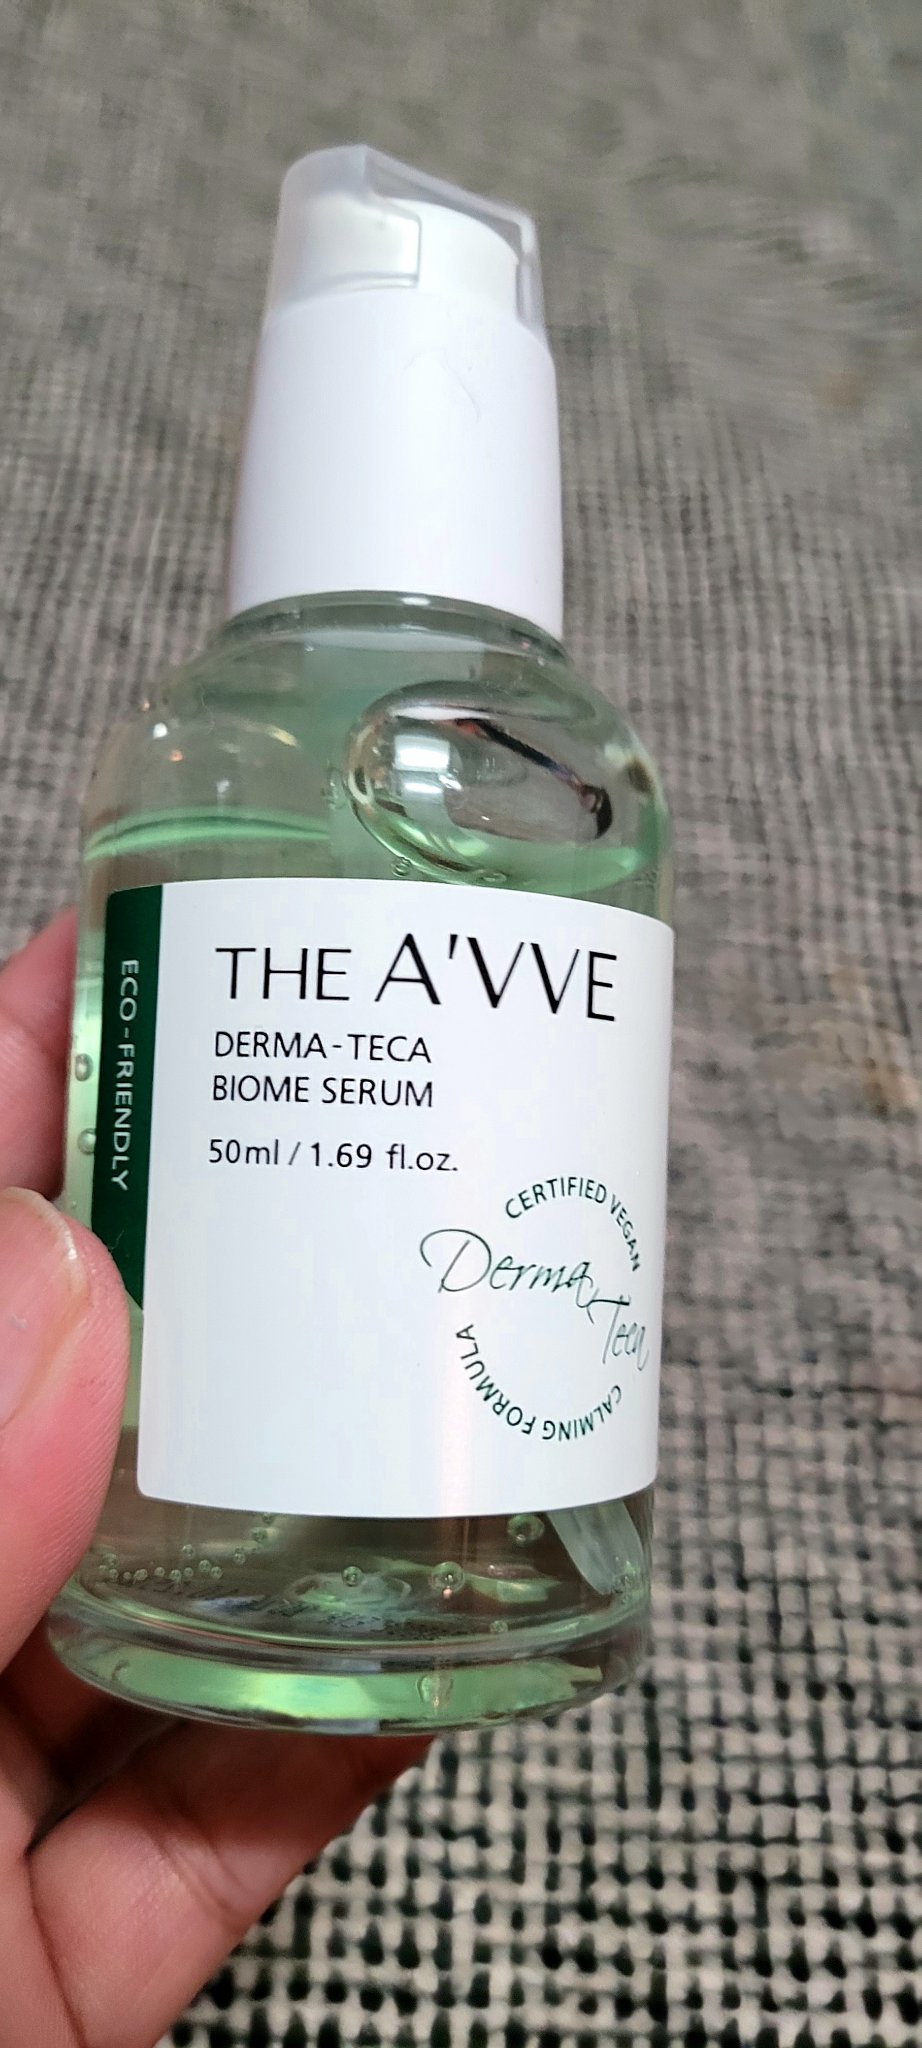 THE A'VVE
DERMA-TECA
BIOME SERUM
50ml / 1.69 fl.oz.
ECO-FRIENDLY
CERTIFIED VEGAN
Derma Teca
CALMING FORMULA